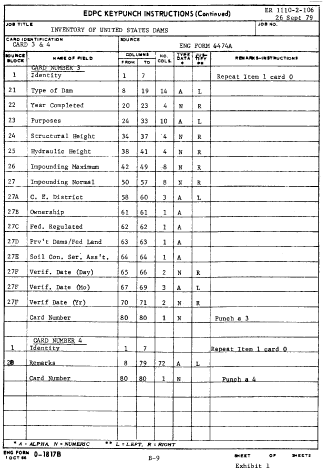 EDPC KEYPUNCH INSTRUCTIONS (Continued)
ER 1110-2-106
26 Sept 79
JOB TITLE
INVENTORY OF UNITED STATES DAMS
JOB NO.
CARD IDENTIFICATION
CARD 3 & 4
SOURCE
ENG FORM 4474A
SOURCE BLOCK NAME OF FIELD COLUMNS FROM TO NO. COLS. TYPE DATA * JUSTIFY ** REMARKS-INSTRUCTIONS
CARD NUMBER 3
1 Identity 1 7 Repeat Item 1 card 0
21 Type of Dam 8 19 14 A L
22 Year Completed 20 23 4 N R
23 Purposes 24 33 10 A L
24 Structural Height 34 37 4 N R
25 Hydraulic Height 38 41 4 N R
26 Impounding Maximum 42 49 8 N R
27 Impounding Normal 50 57 8 N R
27A C. E. District 58 60 3 A L
27B Ownership 61 61 1 A
27C Fed. Regulated 62 62 1 A
27D Prv't Dams/Fed Land 63 63 1 A
27E Soil Con. Ser. Ass't. 64 64 1 A
27F Verif. Date (Day) 65 66 2 N R
27F Verif. Date (Mo) 67 69 3 A L
27F Verif Date (Yr) 70 71 2 N R
Card Number 80 80 1 N Punch a 3
CARD NUMBER 4
1 Identity 1 7 Repeat Item 1 card 0
28 Remarks 8 79 72 A L
Card Number 80 80 1 N Punch a 4
* A = ALPHA N = NUMERIC ** L = LEFT, R = RIGHT
ENG FORM 1 OCT 0-1817B
E-9
SHEET OF SHEETS
Exhibit 1